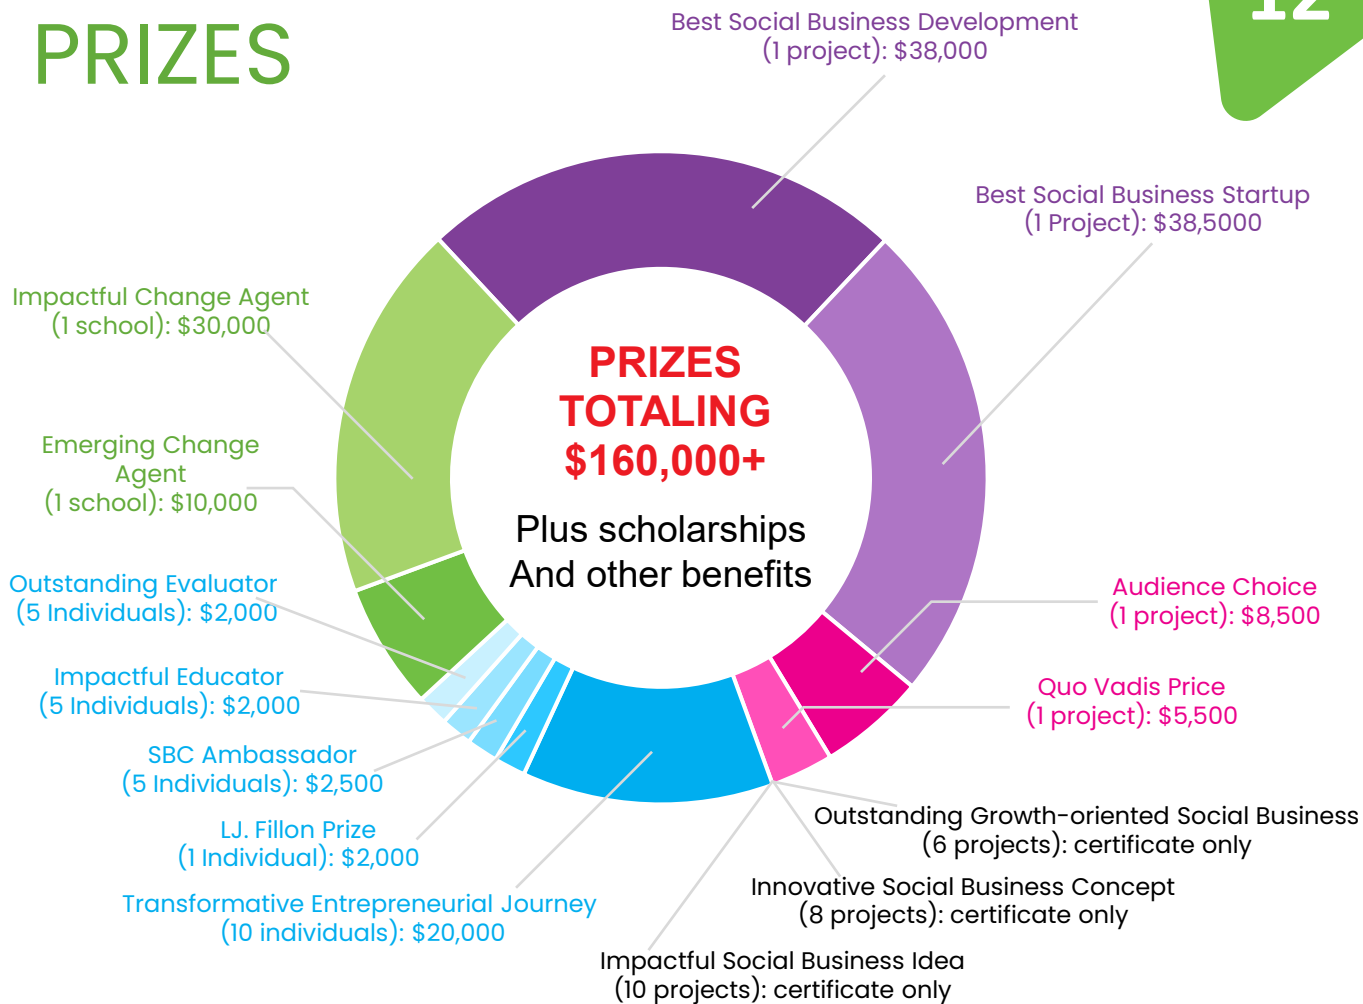 PRIZES
12
Best Social Business Development
(1 project): $38,000
Best Social Business Startup
(1 Project): $38,5000
Impactful Change Agent
(1 school): $30,000
Emerging Change
Agent
(1 school): $10,000
PRIZES
TOTALING
$160,000+
Plus scholarships
And other benefits
Outstanding Evaluator
(5 Individuals): $2,000
Impactful Educator
(5 Individuals): $2,000
SBC Ambassador
(5 Individuals): $2,500
LJ. Fillon Prize
(1 Individual): $2,000
Transformative Entrepreneurial Journey
(10 individuals): $20,000
Audience Choice
(1 project): $8,500
Quo Vadis Price
(1 project): $5,500
Outstanding Growth-oriented Social Business
(6 projects): certificate only
Innovative Social Business Concept
(8 projects): certificate only
Impactful Social Business Idea
(10 projects): certificate only